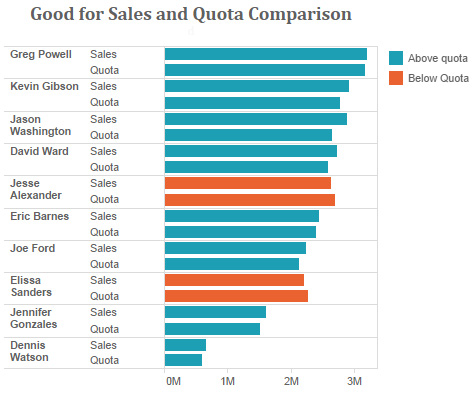 Good for Sales and Quota Comparison
Greg Powell Sales
Quota
Kevin Gibson Sales
Quota
Jason Washington Sales
Quota
David Ward Sales
Quota
Jesse Alexander Sales
Quota
Eric Barnes Sales
Quota
Joe Ford Sales
Quota
Elissa Sanders Sales
Quota
Jennifer Gonzales Sales
Quota
Dennis Watson Sales
Quota
0M 1M 2M 3M
Above quota
Below Quota